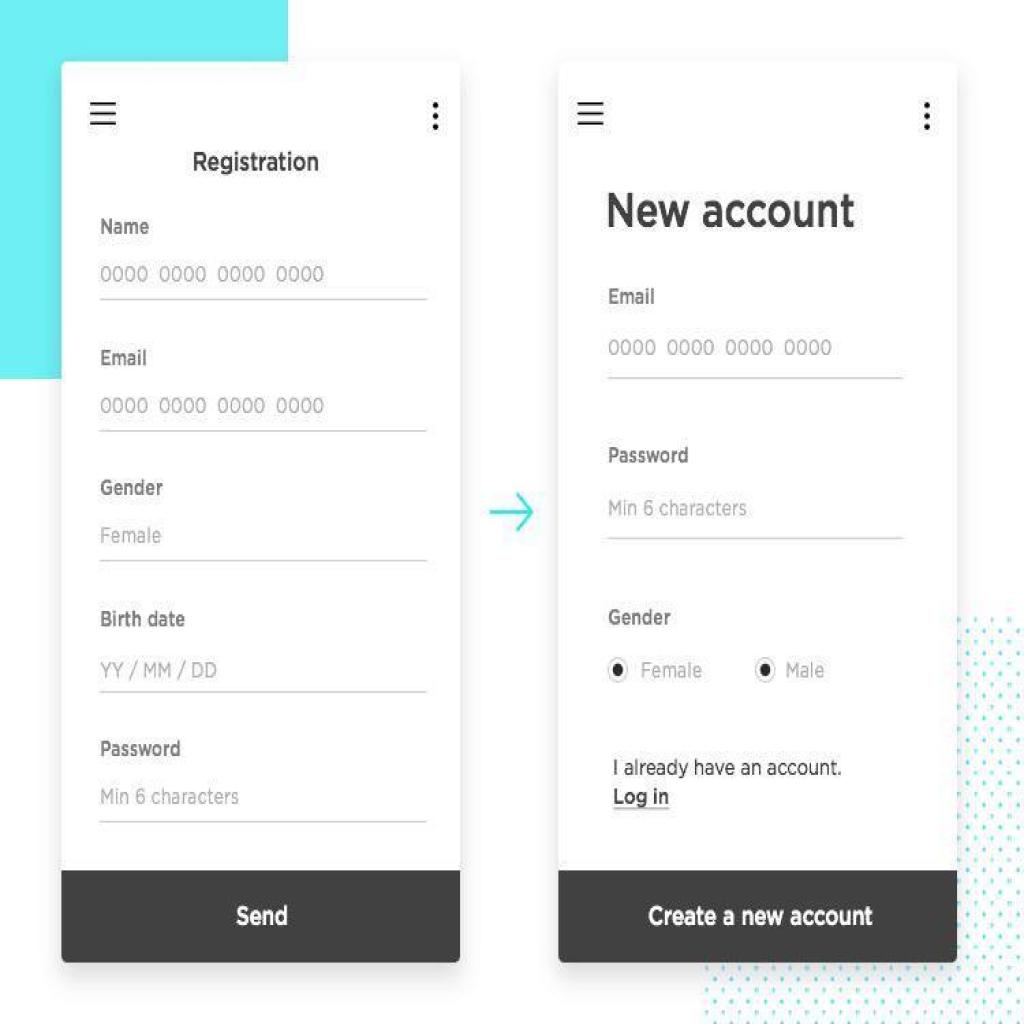 Registration
Name
0000 0000 0000 0000
Email
0000 0000 0000 0000
Gender
Female
Birth date
YY / MM / DD
Password
Min 6 characters
Send
New account
Email
0000 0000 0000 0000
Password
Min 6 characters
Gender
Female Male
I already have an account.
Log in
Create a new account